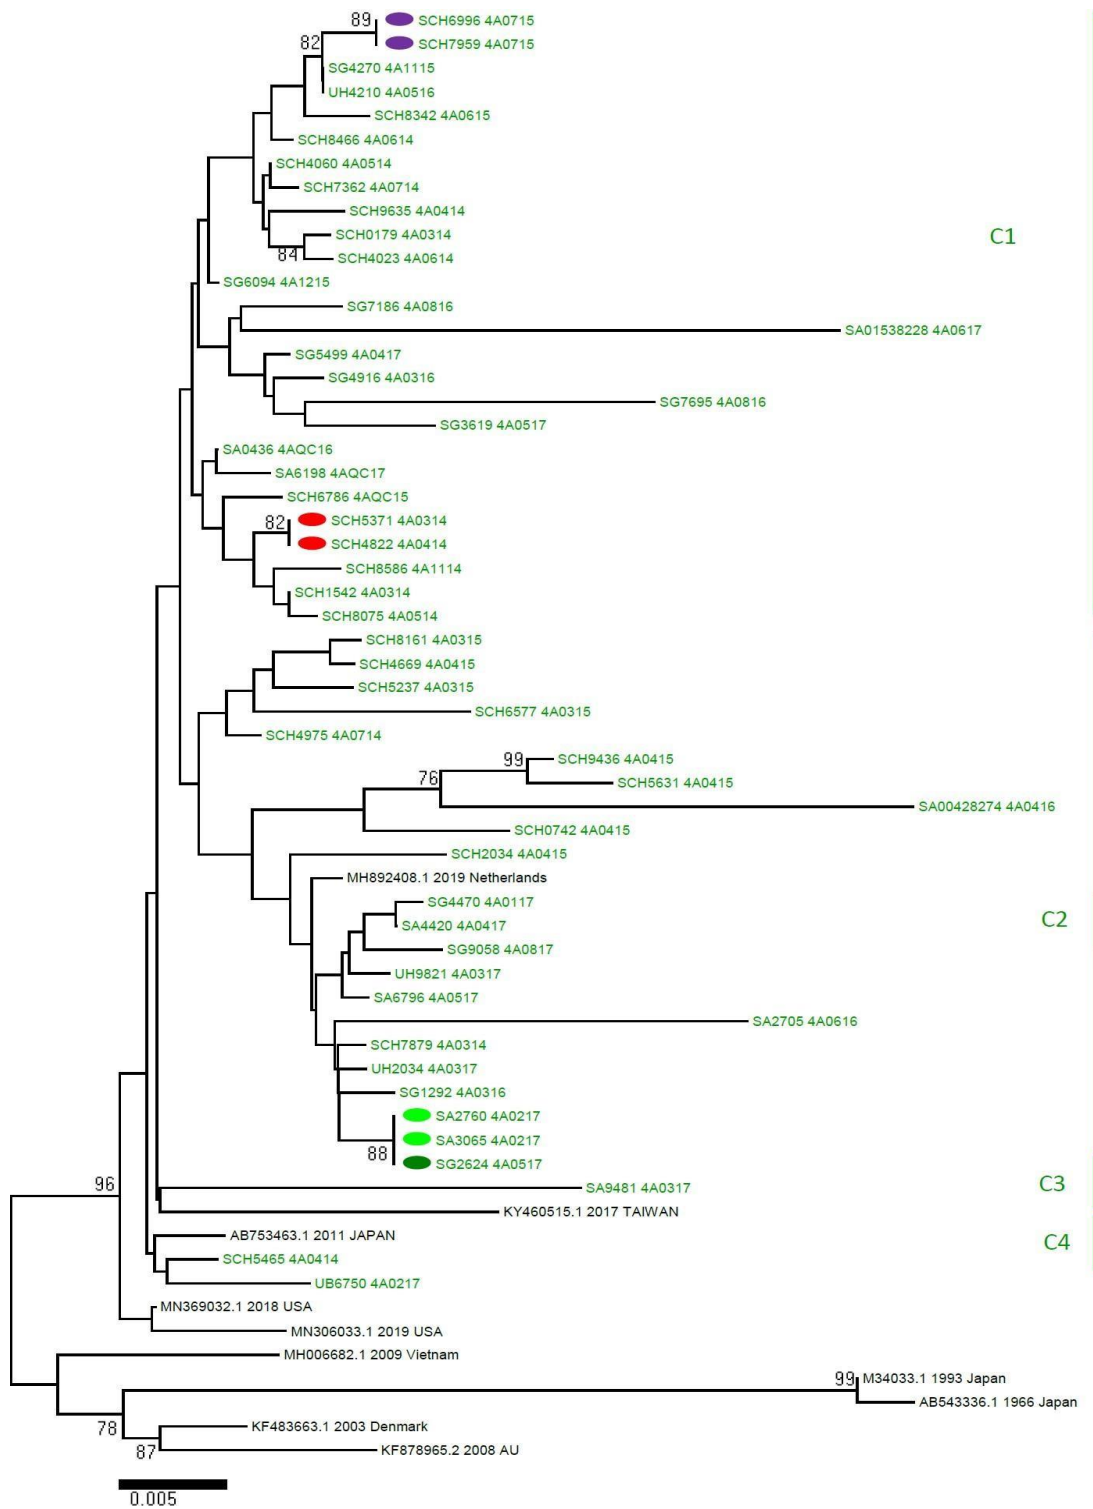 89
SCH6996 4A0715
SCH7959 4A0715
82
SG4270 4A1115
UH4210 4A0516
SCH8342 4A0615
SCH8466 4A0614
SCH4060 4A0514
SCH7362 4A0714
SCH9635 4A0414
SCH0179 4A0314
C1
84
SCH4023 4A0614
SG6094 4A1215
SG7186 4A0816
SA01538228 4A0617
SG5499 4A0417
SG4916 4A0316
SG7695 4A0816
SG3619 4A0517
SA0436 4AQC16
SA6198 4AQC17
SCH6786 4AQC15
82
SCH5371 4A0314
SCH4822 4A0414
SCH8586 4A1114
SCH1542 4A0314
SCH8075 4A0514
SCH8161 4A0315
SCH4669 4A0415
SCH5237 4A0315
SCH6577 4A0315
SCH4975 4A0714
99
SCH9436 4A0415
76
SCH5631 4A0415
SA00428274 4A0416
SCH0742 4A0415
SCH2034 4A0415
MH892408.1 2019 Netherlands
SG4470 4A0117
C2
SA4420 4A0417
SG9058 4A0817
UH9821 4A0317
SA6796 4A0517
SA2705 4A0616
SCH7879 4A0314
UH2034 4A0317
SG1292 4A0316
SA2760 4A0217
SA3065 4A0217
88
SG2624 4A0517
96
SA9481 4A0317
C3
KY460515.1 2017 TAIWAN
AB753463.1 2011 JAPAN
C4
SCH5465 4A0414
UB6750 4A0217
MN369032.1 2018 USA
MN306033.1 2019 USA
MH006682.1 2009 Vietnam
99
M34033.1 1993 Japan
AB543336.1 1966 Japan
78
KF483663.1 2003 Denmark
87
KF878965.2 2008 AU
0.005